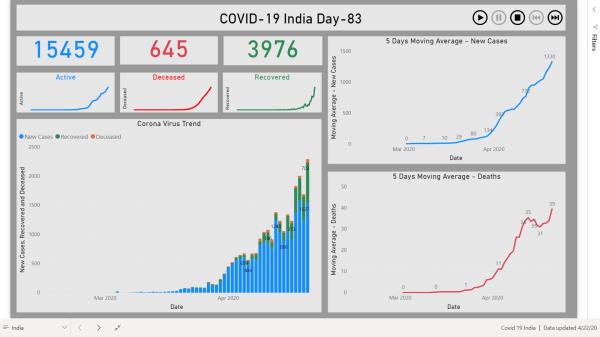 COVID-19 India Day-83
15459
645
3976
Active
Deceased
Recovered
Active
Deceased
Recovered
Corona Virus Trend
New Cases Recovered Deceased
New Cases, Recovered and Deceased
2500
2000
1500
1000
500
0
Mar 2020
Apr 2020
Date
5 Days Moving Average - New Cases
Moving Average - New Cases
1500
1000
500
0
0
7
10
29
80
134
1330
Mar 2020
Apr 2020
Date
5 Days Moving Average - Deaths
Moving Average - Deaths
50
40
30
20
10
0
0
0
1
11
35
31
39
Mar 2020
Apr 2020
Date
Filters
India
Covid 19 India | Data updated 4/22/20